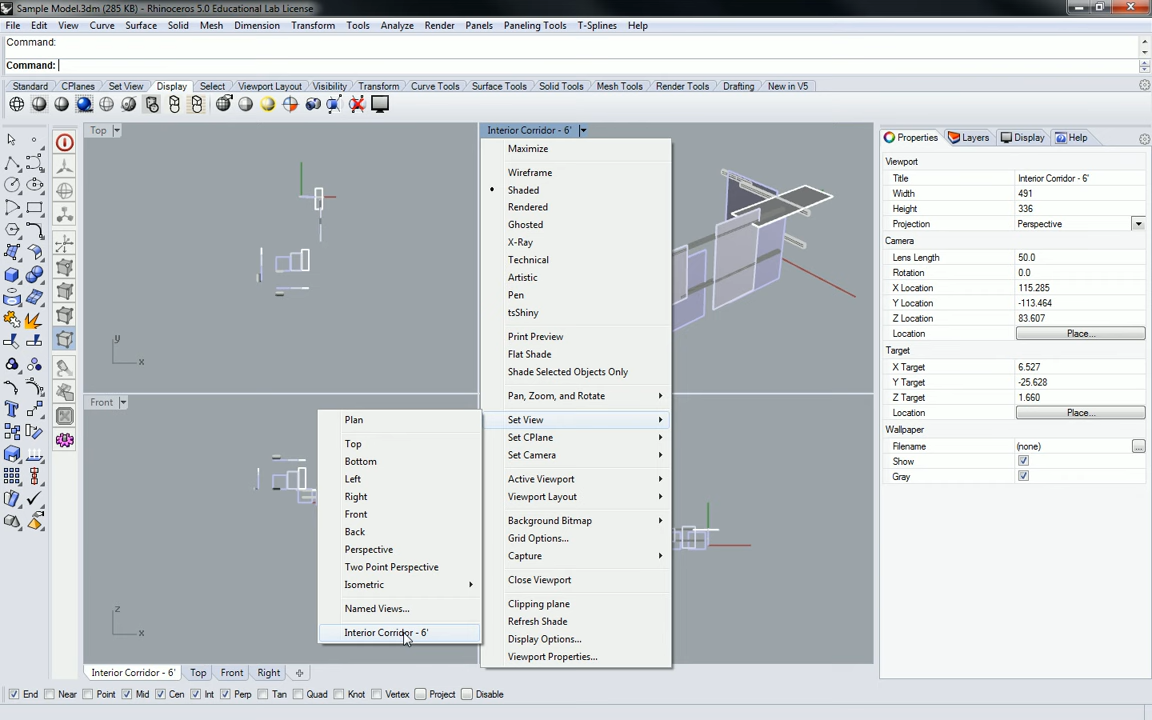 Sample Model.3dm (285 KB) - Rhinoceros 5.0 Educational Lab License
File Edit View Curve Surface Solid Mesh Dimension Transform Tools Analyze Render Panels Paneling Tools T-Splines Help
Command:
Command:
Standard CPlanes Set View Display Select Viewport Layout Visibility Transform Curve Tools Surface Tools Solid Tools Mesh Tools Render Tools Drafting New in V5
Top
y
x
Front
z
x
Interior Corridor - 6'
Maximize
Wireframe
Shaded
Rendered
Ghosted
X-Ray
Technical
Artistic
Pen
tsShiny
Print Preview
Flat Shade
Shade Selected Objects Only
Pan, Zoom, and Rotate
Set View
Set CPlane
Set Camera
Active Viewport
Viewport Layout
Background Bitmap
Grid Options...
Capture
Close Viewport
Clipping plane
Refresh Shade
Display Options...
Viewport Properties...
Plan
Top
Bottom
Left
Right
Front
Back
Perspective
Two Point Perspective
Isometric
Named Views...
Interior Corridor - 6'
Properties Layers Display Help
Viewport
Title Interior Corridor - 6'
Width 491
Height 336
Projection Perspective
Camera
Lens Length 50.0
Rotation 0.0
X Location 115.285
Y Location -113.464
Z Location 83.607
Location Place...
Target
X Target 6.527
Y Target -25.628
Z Target 1.660
Location Place...
Wallpaper
Filename (none) ...
Show
Gray
Interior Corridor - 6' Top Front Right
End Near Point Mid Cen Int Perp Tan Quad Knot Vertex Project Disable